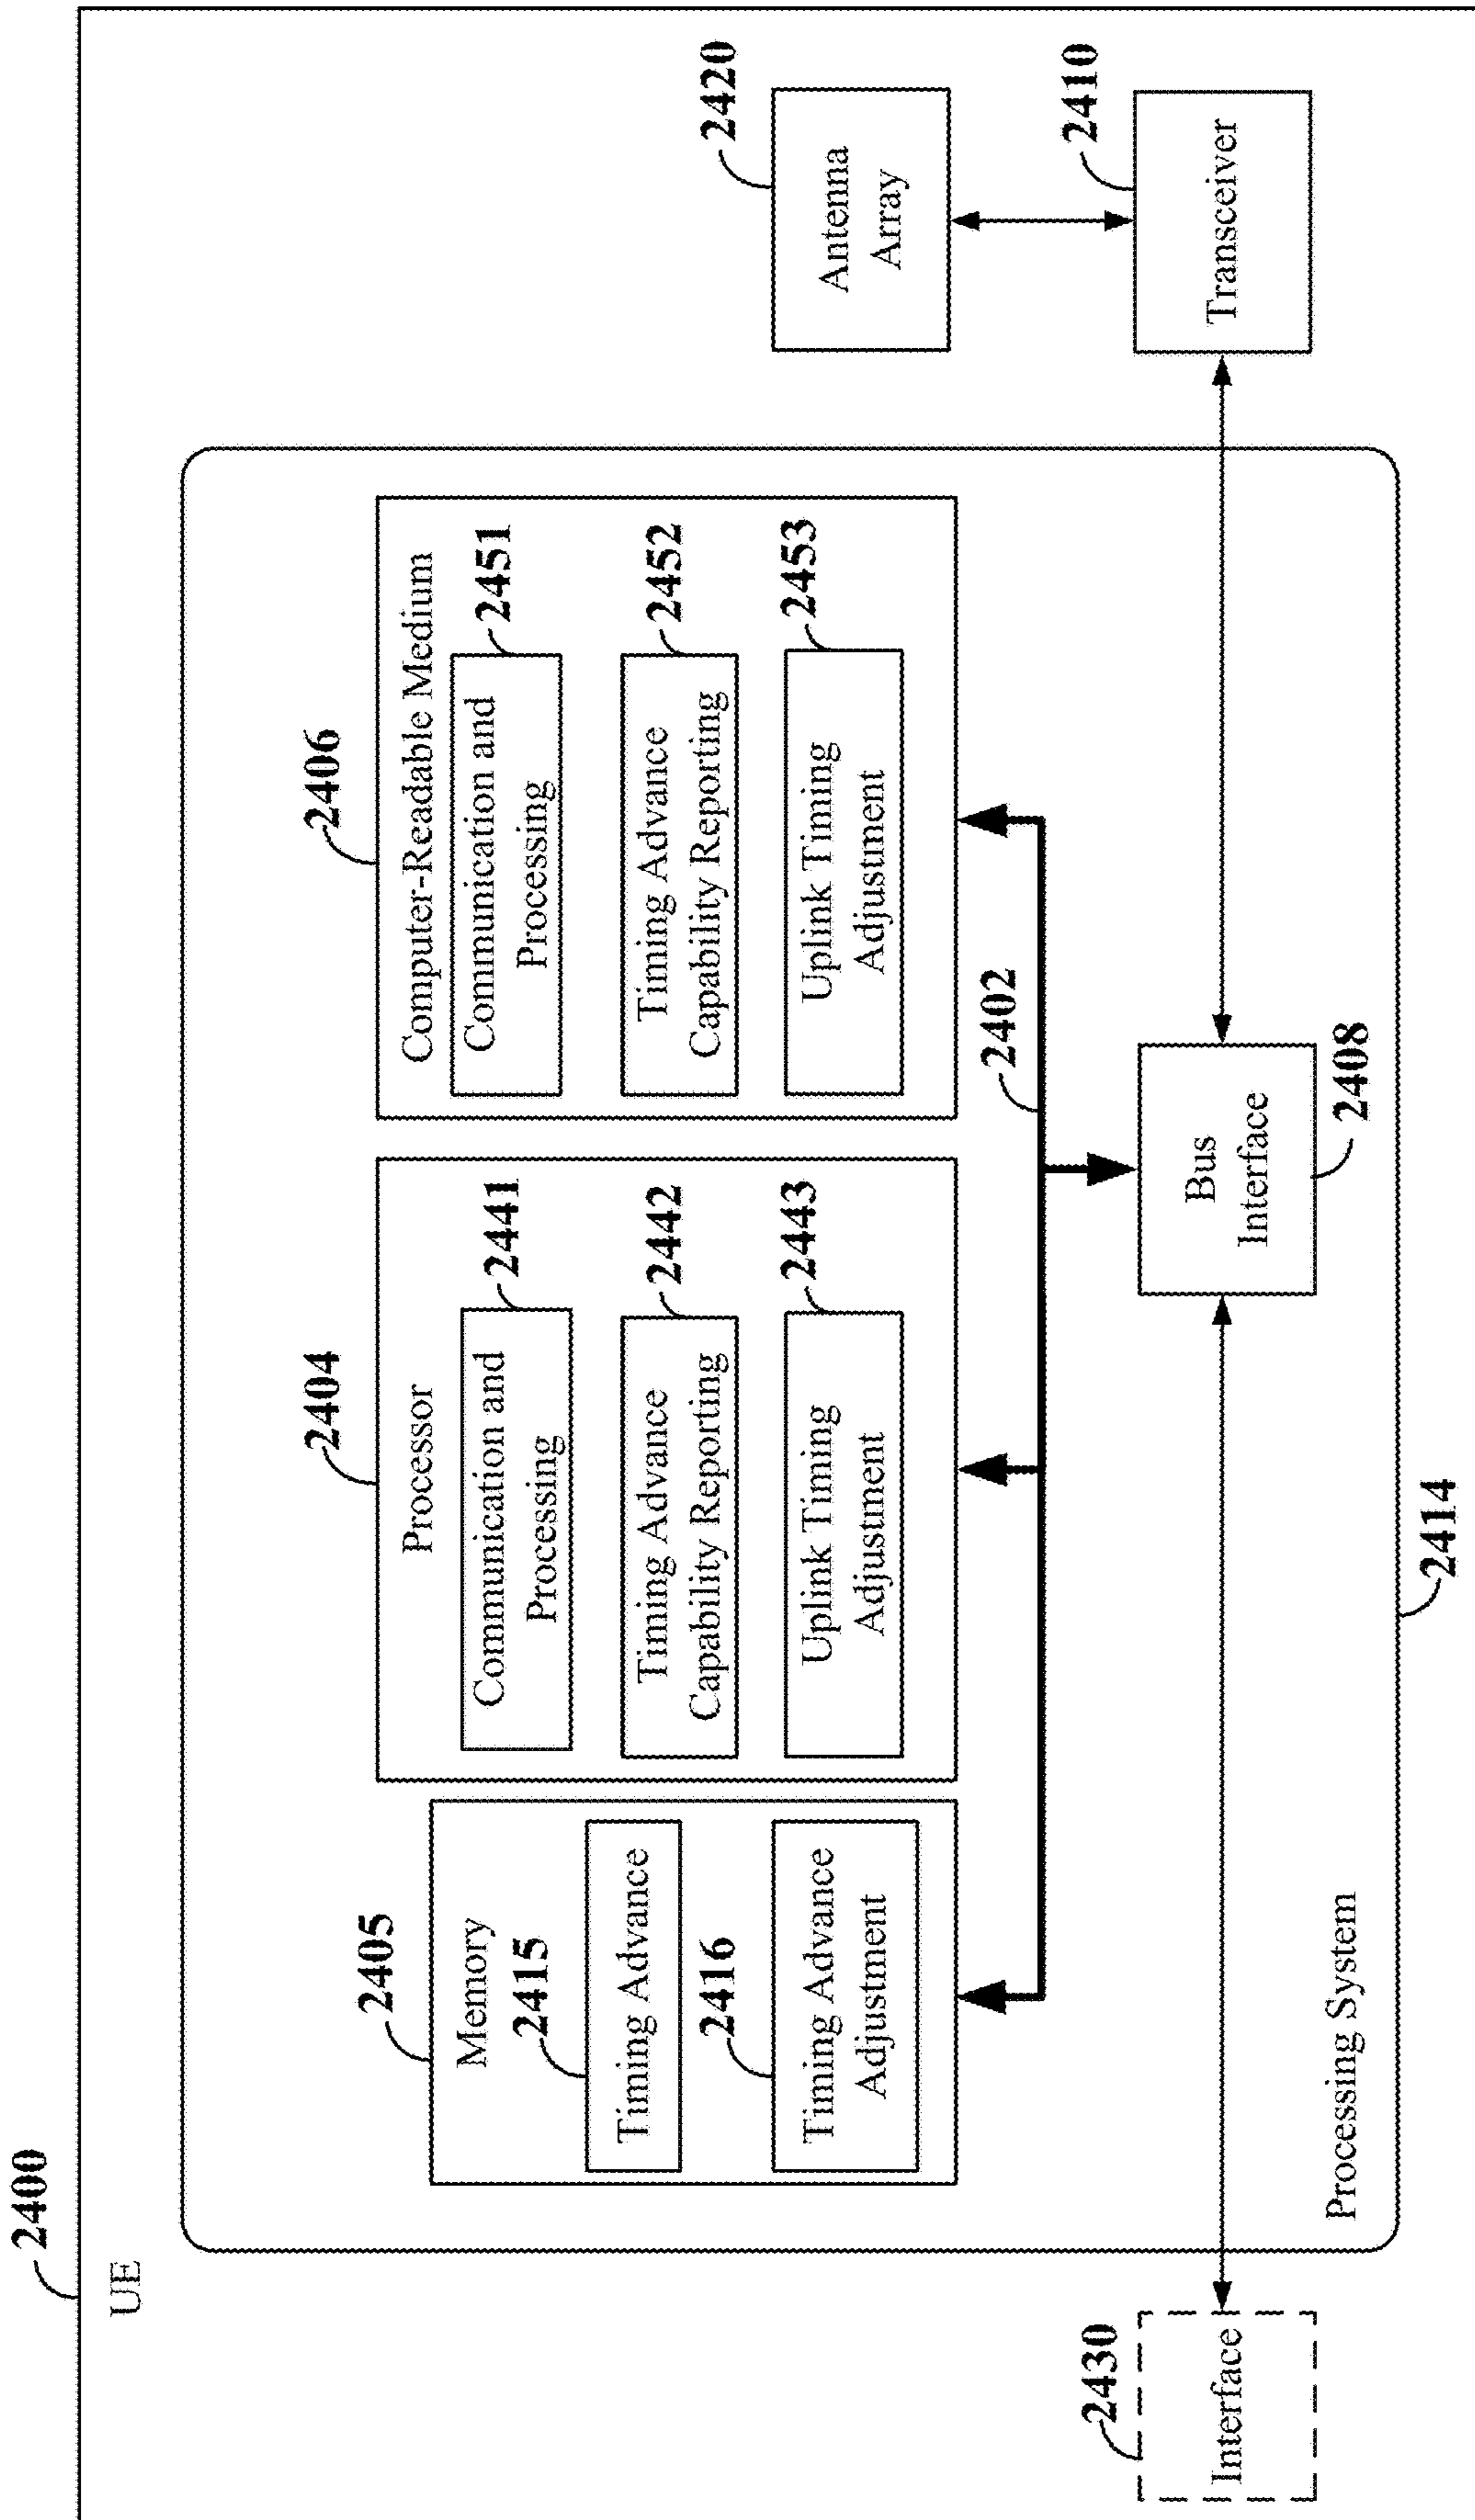 2400
UE
2414
Processing System
2405
Memory
2415
Timing Advance
2416
Timing Advance
Adjustment
2404
Processor
2441
Communication and
Processing
2442
Timing Advance
Capability Reporting
2443
Uplink Timing
Adjustment
2406
Computer-Readable Medium
2451
Communication and
Processing
2452
Timing Advance
Capability Reporting
2453
Uplink Timing
Adjustment
2402
2420
Antenna
Array
2430
Interface
Bus
Interface
2408
2410
Transceiver